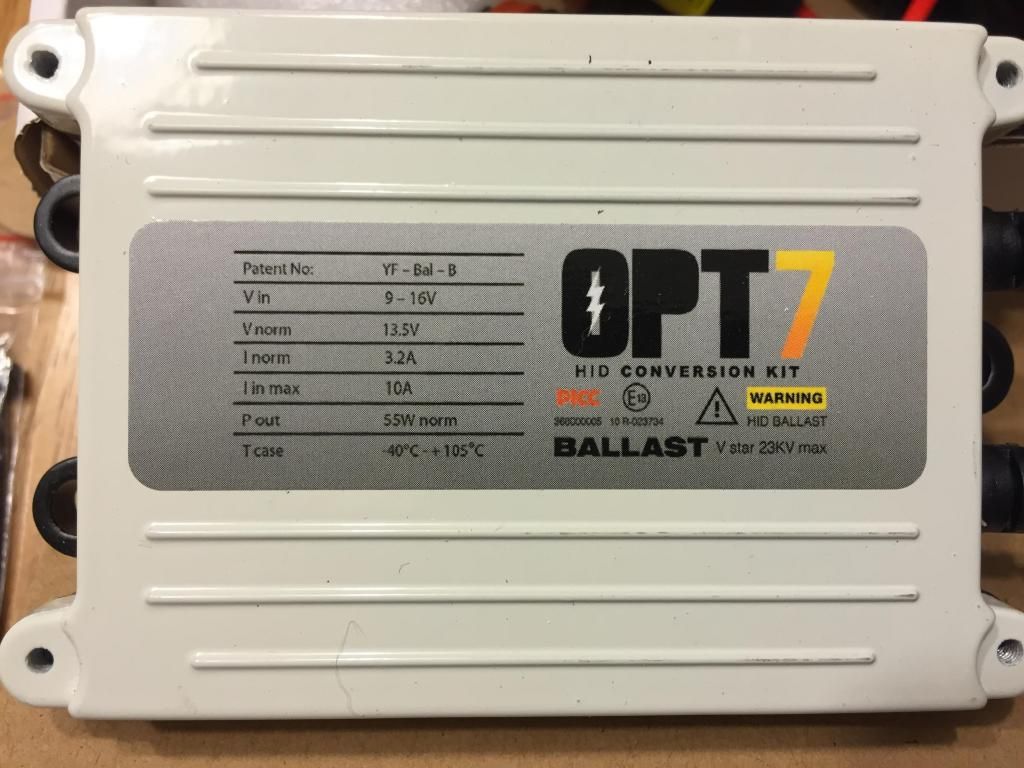 Patent No: YF – Bal – B
V in 9 – 16V
V norm 13.5V
I norm 3.2A
I in max 10A
P out 55W norm
T case -40°C - + 105°C
OPT7
HID CONVERSION KIT
PICC E13 WARNING
368000005 10 R-023734 HID BALLAST
BALLAST V star 23KV max